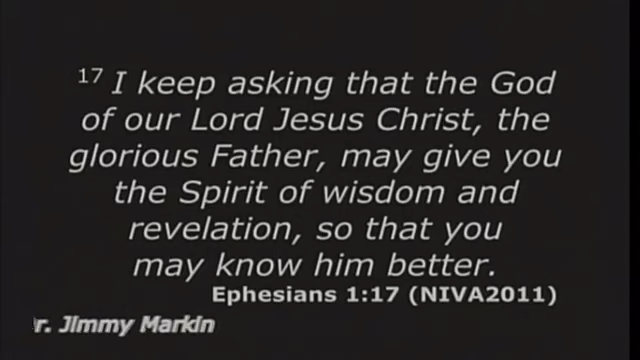 17 I keep asking that the God
of our Lord Jesus Christ, the
glorious Father, may give you
the Spirit of wisdom and
revelation, so that you
may know him better.
Ephesians 1:17 (NIVA2011)
r. Jimmy Markin